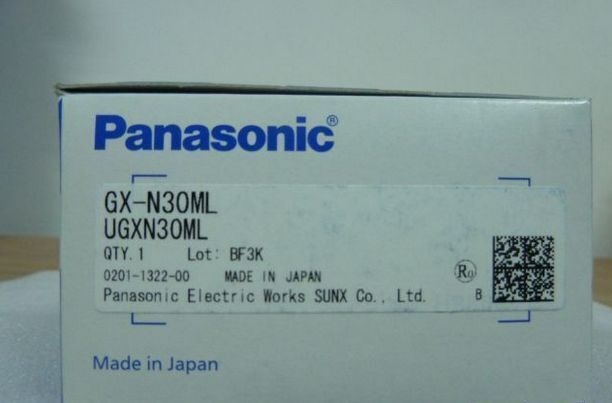 Panasonic®
GX-N30ML
UGXN30ML
QTY.1 Lot: BF3K
0201-1322-00 MADE IN JAPAN
Panasonic Electric Works SUNX Co., Ltd. B
Made in Japan